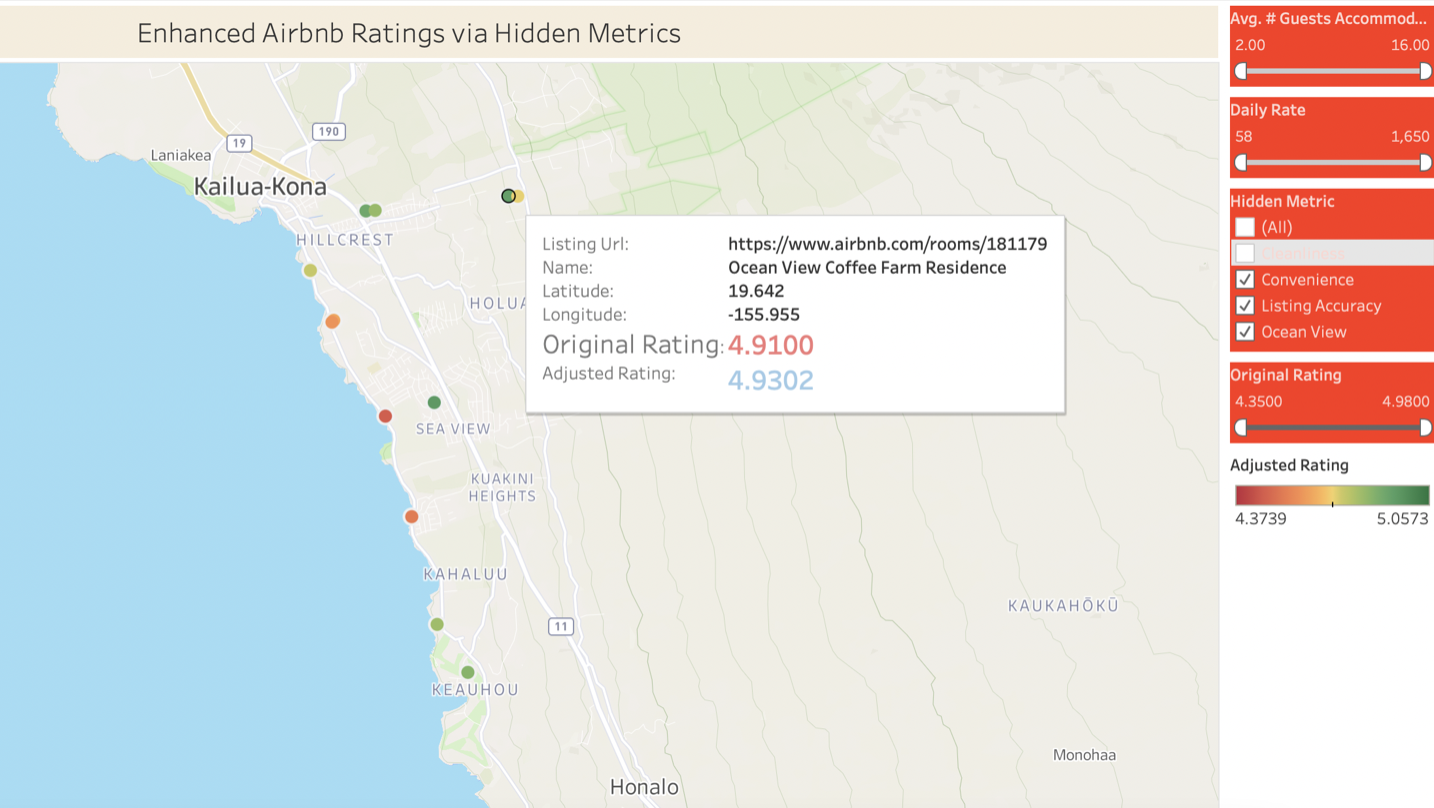 Enhanced Airbnb Ratings via Hidden Metrics
190
19
Laniakea
Kailua-Kona
HILLCREST
HOLUA
SEA VIEW
KUAKINI
HEIGHTS
KAHALUU
11
KAUKAHŌKŪ
KEAUHOU
Monohaa
Honalo
Listing Url: https://www.airbnb.com/rooms/181179
Name: Ocean View Coffee Farm Residence
Latitude: 19.642
Longitude: -155.955
Original Rating: 4.9100
Adjusted Rating: 4.9302
Avg. # Guests Accommod...
2.00 16.00
Daily Rate
58 1,650
Hidden Metric
(All)
Cleanliness
Convenience
Listing Accuracy
Ocean View
Original Rating
4.3500 4.9800
Adjusted Rating
4.3739 5.0573